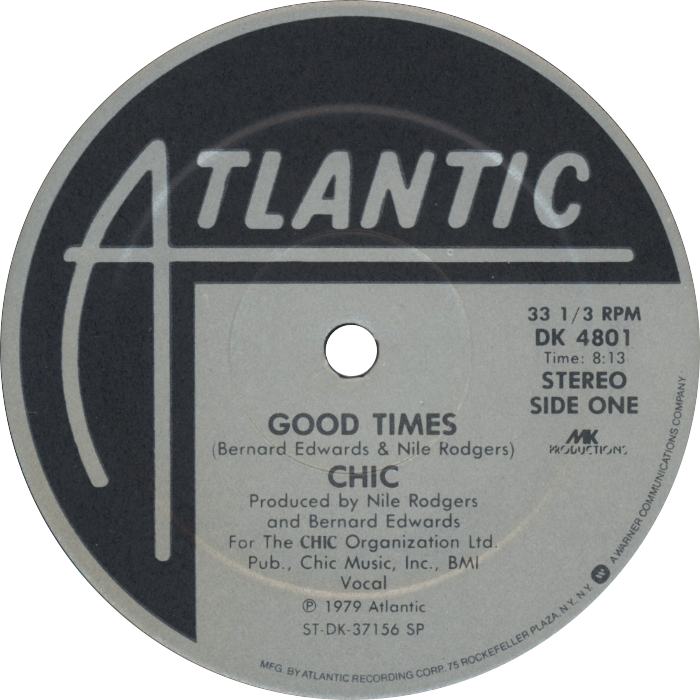 ATLANTIC
33 1/3 RPM
DK 4801
Time: 8:13
STEREO
SIDE ONE
MK
PRODUCTIONS
GOOD TIMES
(Bernard Edwards & Nile Rodgers)
CHIC
Produced by Nile Rodgers
and Bernard Edwards
For The CHIC Organization Ltd.
Pub., Chic Music, Inc., BMI
Vocal
℗ 1979 Atlantic
ST-DK-37156 SP
MFG. BY ATLANTIC RECORDING CORP. 75 ROCKEFELLER PLAZA, N.Y. N.Y. A WARNER COMMUNICATIONS COMPANY